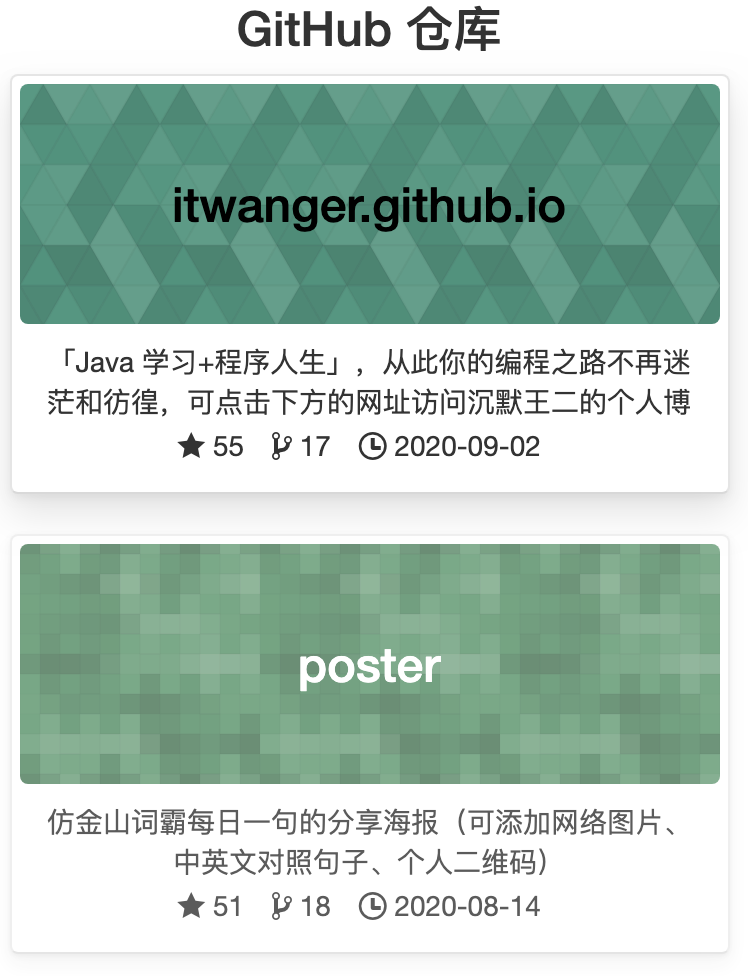 GitHub 仓库
itwanger.github.io
「Java 学习+程序人生」，从此你的编程之路不再迷
茫和彷徨，可点击下方的网址访问沉默王二的个人博
55 17 2020-09-02
poster
仿金山词霸每日一句的分享海报（可添加网络图片、
中英文对照句子、个人二维码）
51 18 2020-08-14